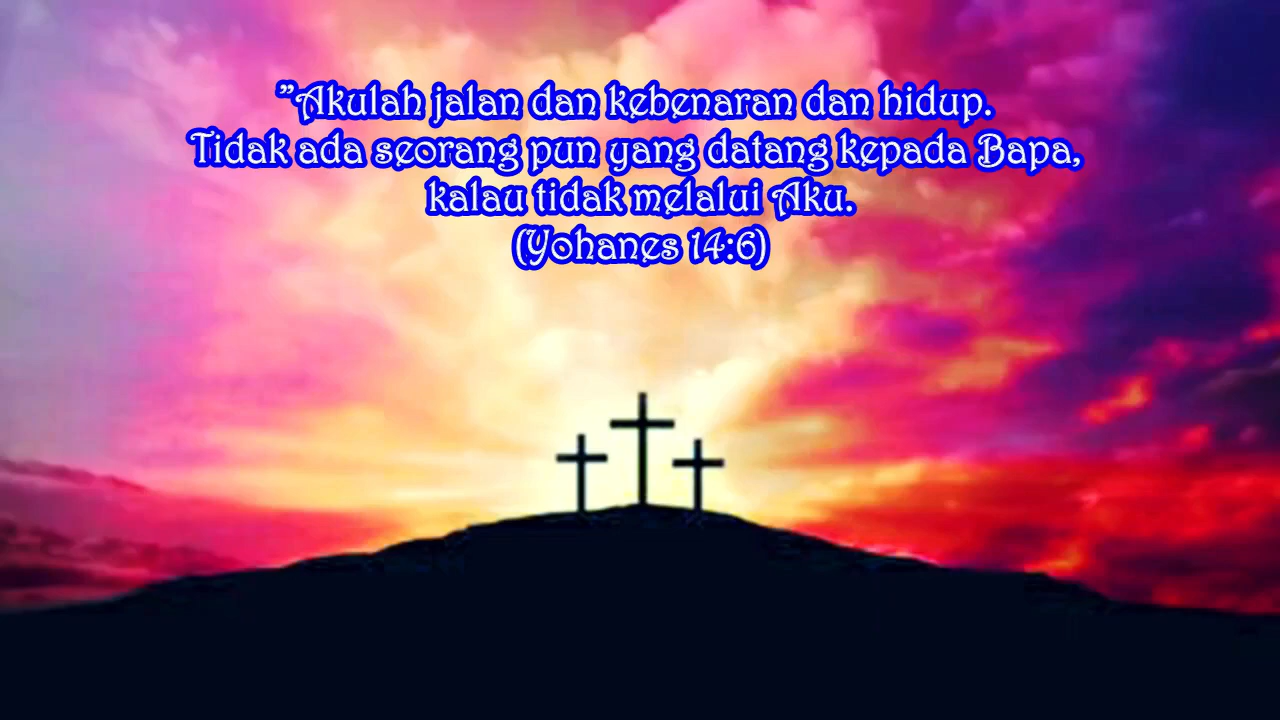 "Akulah jalan dan kebenaran dan hidup.
Tidak ada seorang pun yang datang kepada Bapa,
kalau tidak melalui Aku.
(Yohanes 14:6)